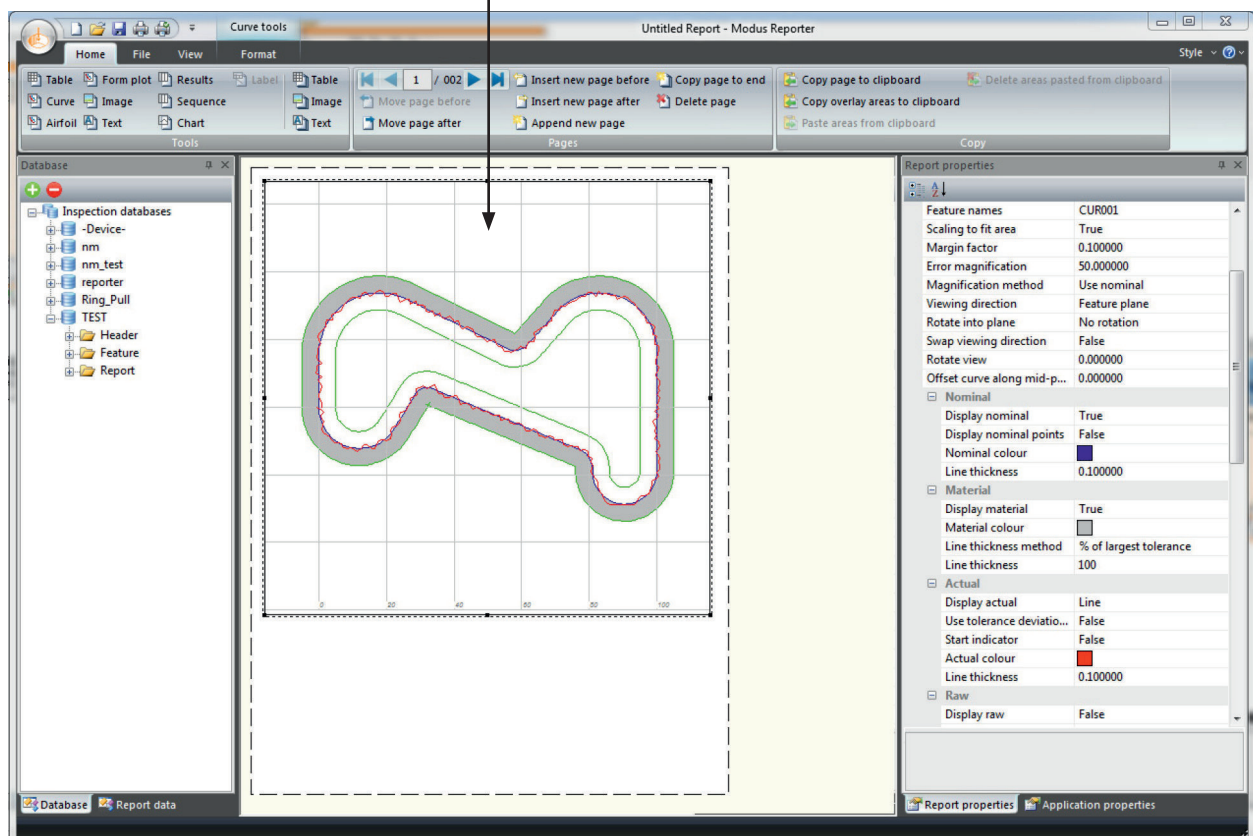 Curve tools
Untitled Report - Modus Reporter
Home File View Format Style
Table Form plot Results Label Table 1 / 002 Insert new page before Copy page to end Copy page to clipboard Delete areas pasted from clipboard
Curve Image Sequence Image Move page before Insert new page after Delete page Copy overlay areas to clipboard
Airfoil Text Chart Text Move page after Append new page Paste areas from clipboard
Tools Pages Copy
Database
Inspection databases
-Device-
nm
nm_test
reporter
Ring_Pull
TEST
Header
Feature
Report
0 20 40 60 80 100
Database Report data
Report properties
Feature names CUR001
Scaling to fit area True
Margin factor 0.100000
Error magnification 50.000000
Magnification method Use nominal
Viewing direction Feature plane
Rotate into plane No rotation
Swap viewing direction False
Rotate view 0.000000
Offset curve along mid-p... 0.000000
Nominal
Display nominal True
Display nominal points False
Nominal colour
Line thickness 0.100000
Material
Display material True
Material colour
Line thickness method % of largest tolerance
Line thickness 100
Actual
Display actual Line
Use tolerance deviatio... False
Start indicator False
Actual colour
Line thickness 0.100000
Raw
Display raw False
Report properties Application properties